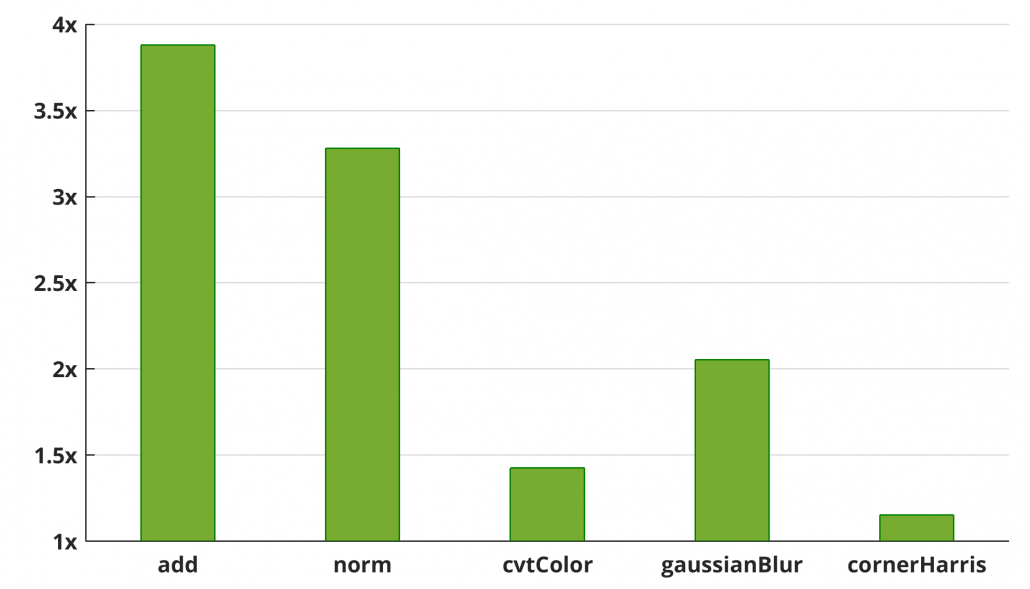 4x
3.5x
3x
2.5x
2x
1.5x
1x
add norm cvtColor gaussianBlur cornerHarris